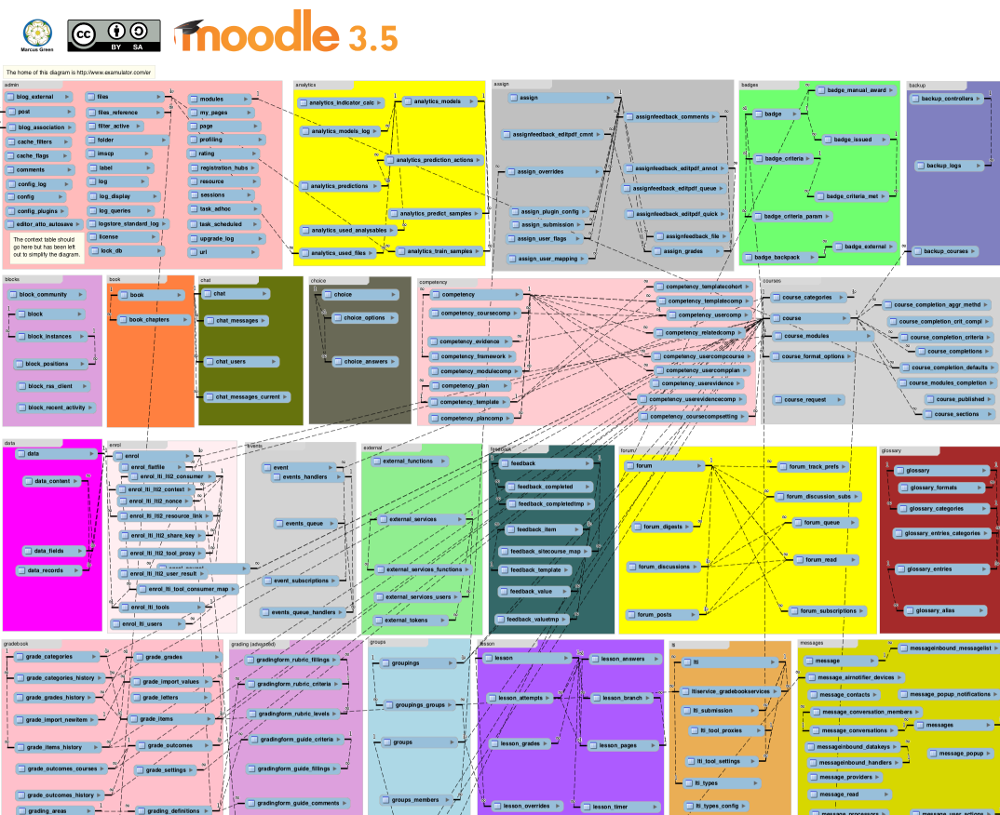 Marcus Green
cc
BY SA
moodle 3.5
The home of this diagram is http://www.examulator.com/er
admin
blog_external
post
blog_association
cache_filters
cache_flags
comments
config_log
config
config_plugins
editor_atto_autosave
The context table should
go here but has been left
out to simplify the diagram.
files
files_reference
filter_active
folder
imscp
label
log
log_display
log_queries
logstore_standard_log
license
lock_db
modules
my_pages
page
profiling
rating
registration_hubs
resource
sessions
task_adhoc
task_scheduled
upgrade_log
url
analytics
analytics_indicator_calc
analytics_models
analytics_models_log
analytics_prediction_actions
analytics_predictions
analytics_predict_samples
analytics_used_analysables
analytics_used_files
analytics_train_samples
assign
assign
assignfeedback_comments
assignfeedback_editpdf_cmnt
assign_overrides
assignfeedback_editpdf_annot
assignfeedback_editpdf_queue
assign_plugin_config
assignfeedback_editpdf_quick
assign_submission
assign_user_flags
assignfeedback_file
assign_grades
assign_user_mapping
badges
badge_manual_award
badge
badge_issued
badge_criteria
badge_criteria_met
badge_criteria_param
badge_external
badge_backpack
backup
backup_controllers
backup_logs
backup_courses
blocks
block_community
block
block_instances
block_positions
block_rss_client
block_recent_activity
book
book
book_chapters
chat
chat
chat_messages
chat_users
chat_messages_current
choice
choice
choice_options
choice_answers
competency
competency
competency_coursecomp
competency_evidence
competency_framework
competency_modulecomp
competency_plan
competency_template
competency_plancomp
competency_templatecohort
competency_templatecomp
competency_usercomp
competency_relatedcomp
competency_usercompcourse
competency_usercompplan
competency_userevidence
competency_userevidencecomp
competency_coursecompsetting
courses
course_categories
course
course_modules
course_format_options
course_request
course_completion_aggr_methd
course_completion_crit_compl
course_completion_criteria
course_completions
course_completion_defaults
course_modules_completion
course_published
course_sections
data
data
data_content
data_fields
data_records
enrol
enrol
enrol_flatfile
enrol_lti_lti2_consumer
enrol_lti_lti2_context
enrol_lti_lti2_nonce
enrol_lti_lti2_resource_link
enrol_lti_lti2_share_key
enrol_lti_lti2_tool_proxy
enrol_lti_lti2_user_result
enrol_lti_tool_consumer_map
enrol_lti_tools
enrol_lti_users
events
event
events_handlers
events_queue
event_subscriptions
events_queue_handlers
external
external_functions
external_services
external_services_functions
external_services_users
external_tokens
feedback
feedback
feedback_completed
feedback_completedtmp
feedback_item
feedback_sitecourse_map
feedback_template
feedback_value
feedback_valuetmp
forum
forum
forum_track_prefs
forum_discussion_subs
forum_queue
forum_digests
forum_read
forum_discussions
forum_posts
forum_subscriptions
glossary
glossary
glossary_formats
glossary_categories
glossary_entries_categories
glossary_entries
glossary_alias
gradebook
grade_categories
grade_categories_history
grade_grades_history
grade_import_newitem
grade_items_history
grade_outcomes_courses
grade_outcomes_history
grading_areas
grade_grades
grade_import_values
grade_letters
grade_items
grade_outcomes
grade_settings
grading_definitions
grading (advanced)
gradingform_rubric_fillings
gradingform_rubric_criteria
gradingform_rubric_levels
gradingform_guide_criteria
gradingform_guide_fillings
gradingform_guide_comments
groups
groupings
groupings_groups
groups
groups_members
lesson
lesson
lesson_answers
lesson_attempts
lesson_branch
lesson_grades
lesson_pages
lesson_overrides
lesson_timer
lti
lti
ltiservice_gradebookservices
lti_submission
lti_tool_proxies
lti_tool_settings
lti_types
lti_types_config
messages
messageinbound_messagelist
message
message_airnotifier_devices
message_contacts
message_popup_notifications
message_conversation_members
messages
message_conversations
messageinbound_datakeys
message_popup
messageinbound_handlers
message_providers
message_read